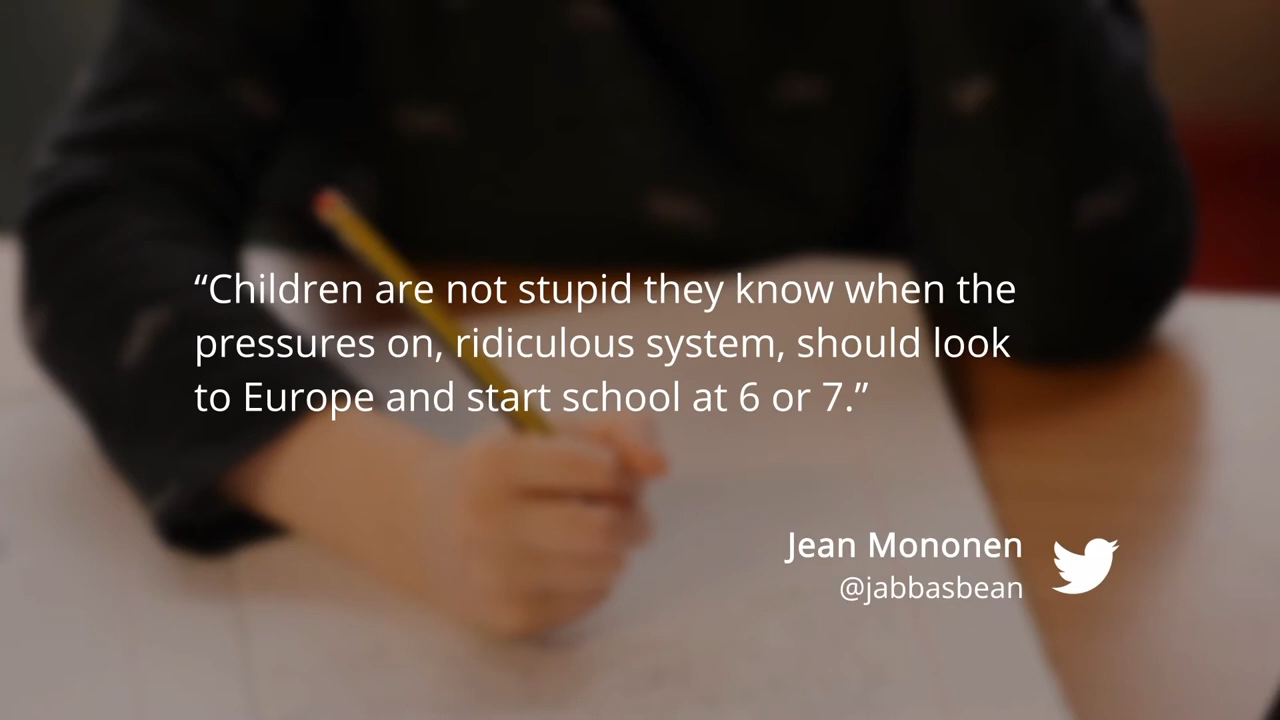 “Children are not stupid they know when the
pressures on, ridiculous system, should look
to Europe and start school at 6 or 7.”
Jean Mononen
@jabbasbean